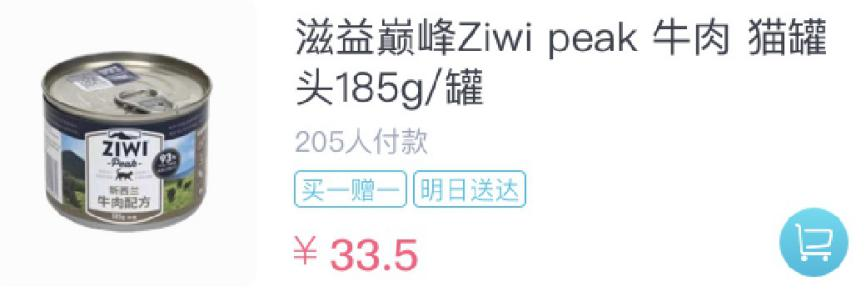 滋益巅峰Ziwi peak 牛肉 猫罐
头185g/罐
205人付款
买一赠一 明日送达
¥ 33.5
ZIWI
Peak
93%
新西兰
牛肉配方